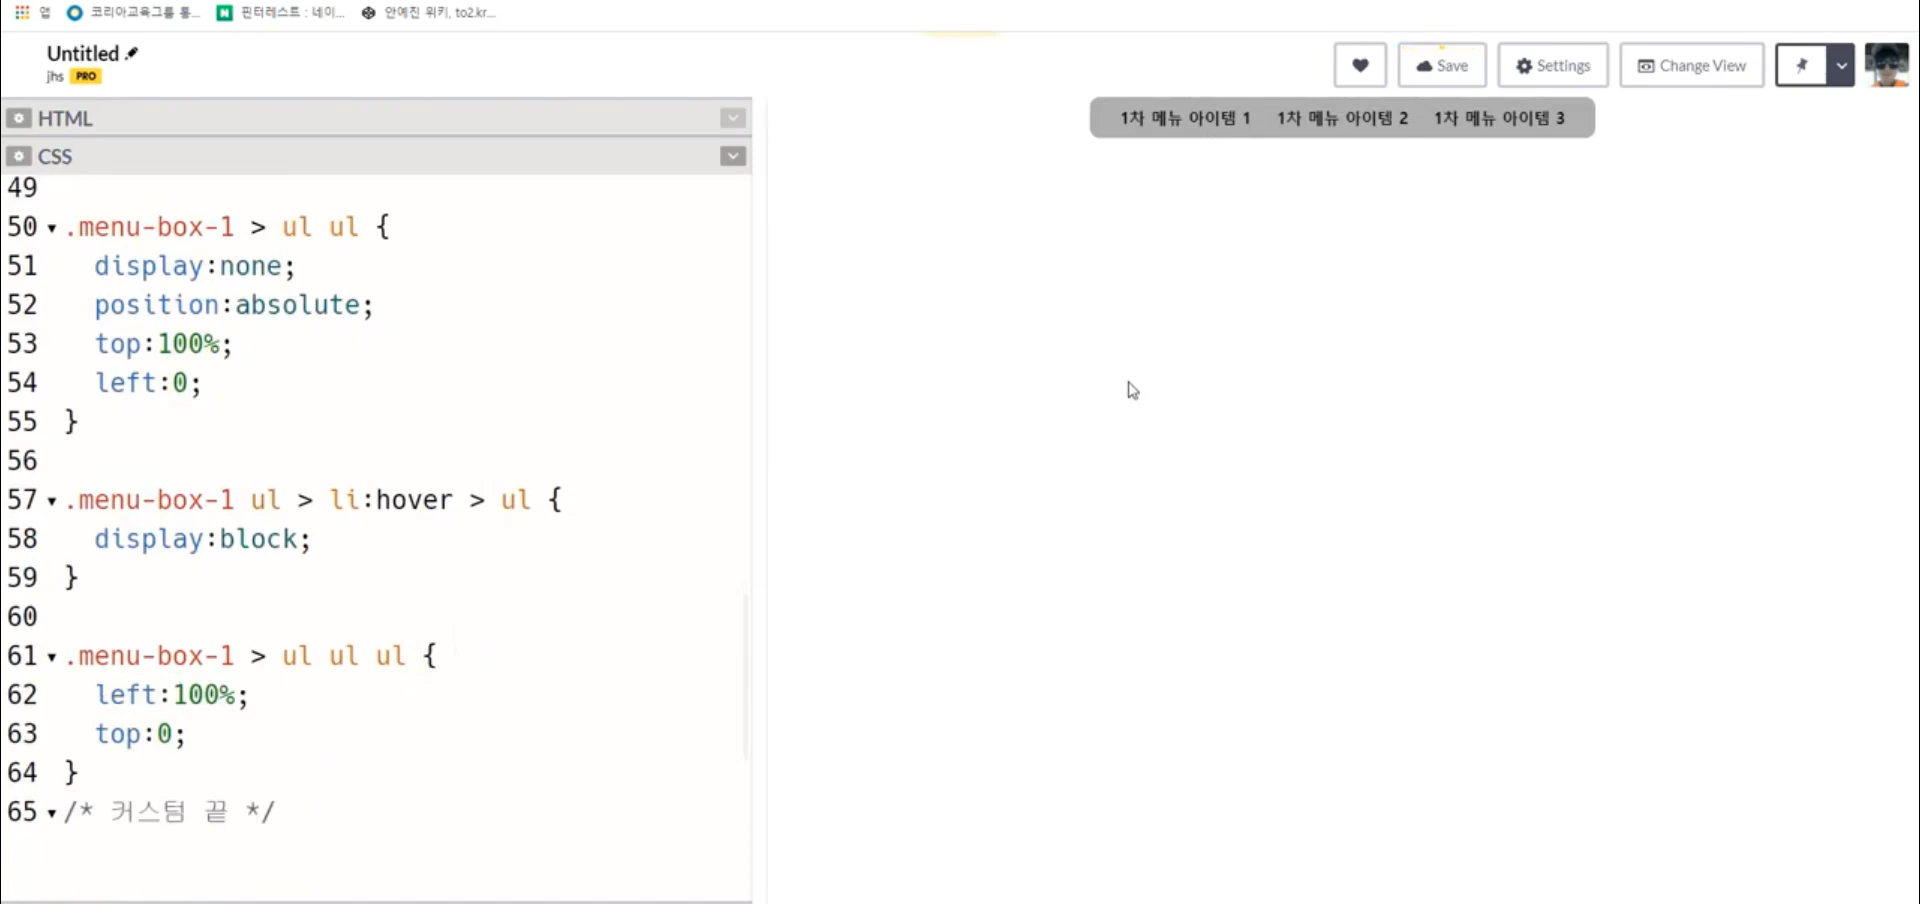 앱 코리아교육그룹 통... 핀터레스트 : 네이... 안예진 위키, to2.kr...
Untitled
jhs PRO
Save Settings Change View
HTML
CSS
1차 메뉴 아이템 1 1차 메뉴 아이템 2 1차 메뉴 아이템 3
49
50 .menu-box-1 > ul ul {
51 display:none;
52 position:absolute;
53 top:100%;
54 left:0;
55 }
56
57 .menu-box-1 ul > li:hover > ul {
58 display:block;
59 }
60
61 .menu-box-1 > ul ul ul {
62 left:100%;
63 top:0;
64 }
65 /* 커스텀 끝 */